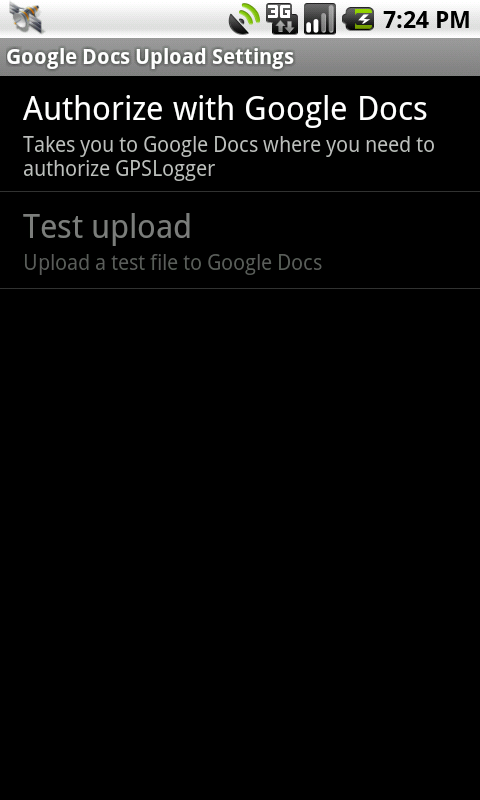 3G
7:24 PM
Google Docs Upload Settings
Authorize with Google Docs
Takes you to Google Docs where you need to
authorize GPSLogger
Test upload
Upload a test file to Google Docs